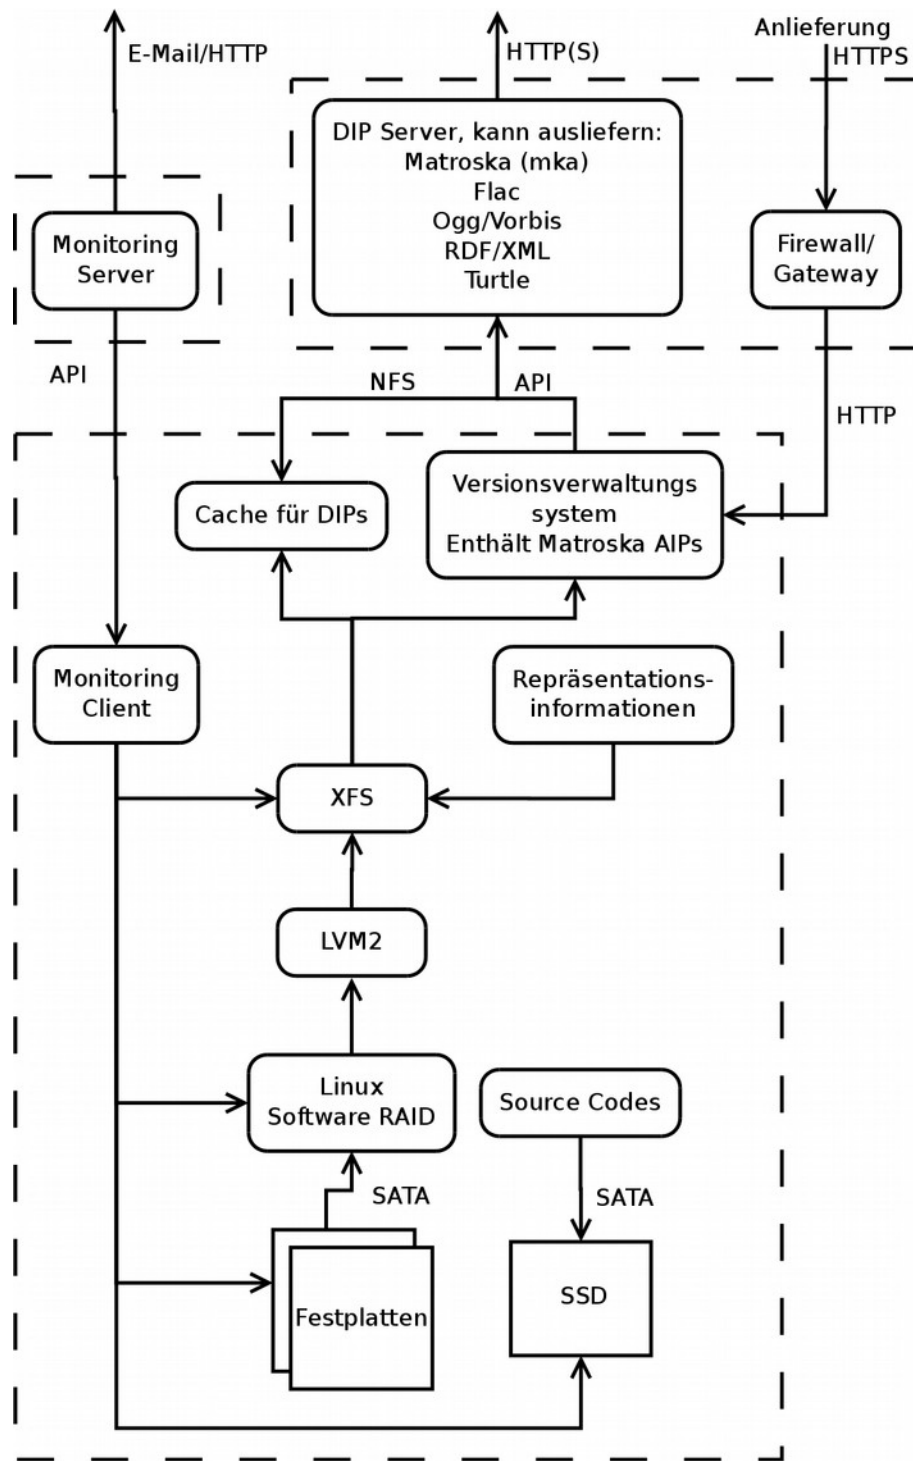 E-Mail/HTTP
HTTP(S)
Anlieferung
HTTPS
DIP Server, kann ausliefern:
Matroska (mka)
Flac
Ogg/Vorbis
RDF/XML
Turtle
Monitoring
Server
Firewall/
Gateway
API
NFS
API
HTTP
Cache für DIPs
Versionsverwaltungs
system
Enthält Matroska AIPs
Monitoring
Client
Repräsentations-
informationen
XFS
LVM2
Linux
Software RAID
Source Codes
SATA
SATA
Festplatten
SSD